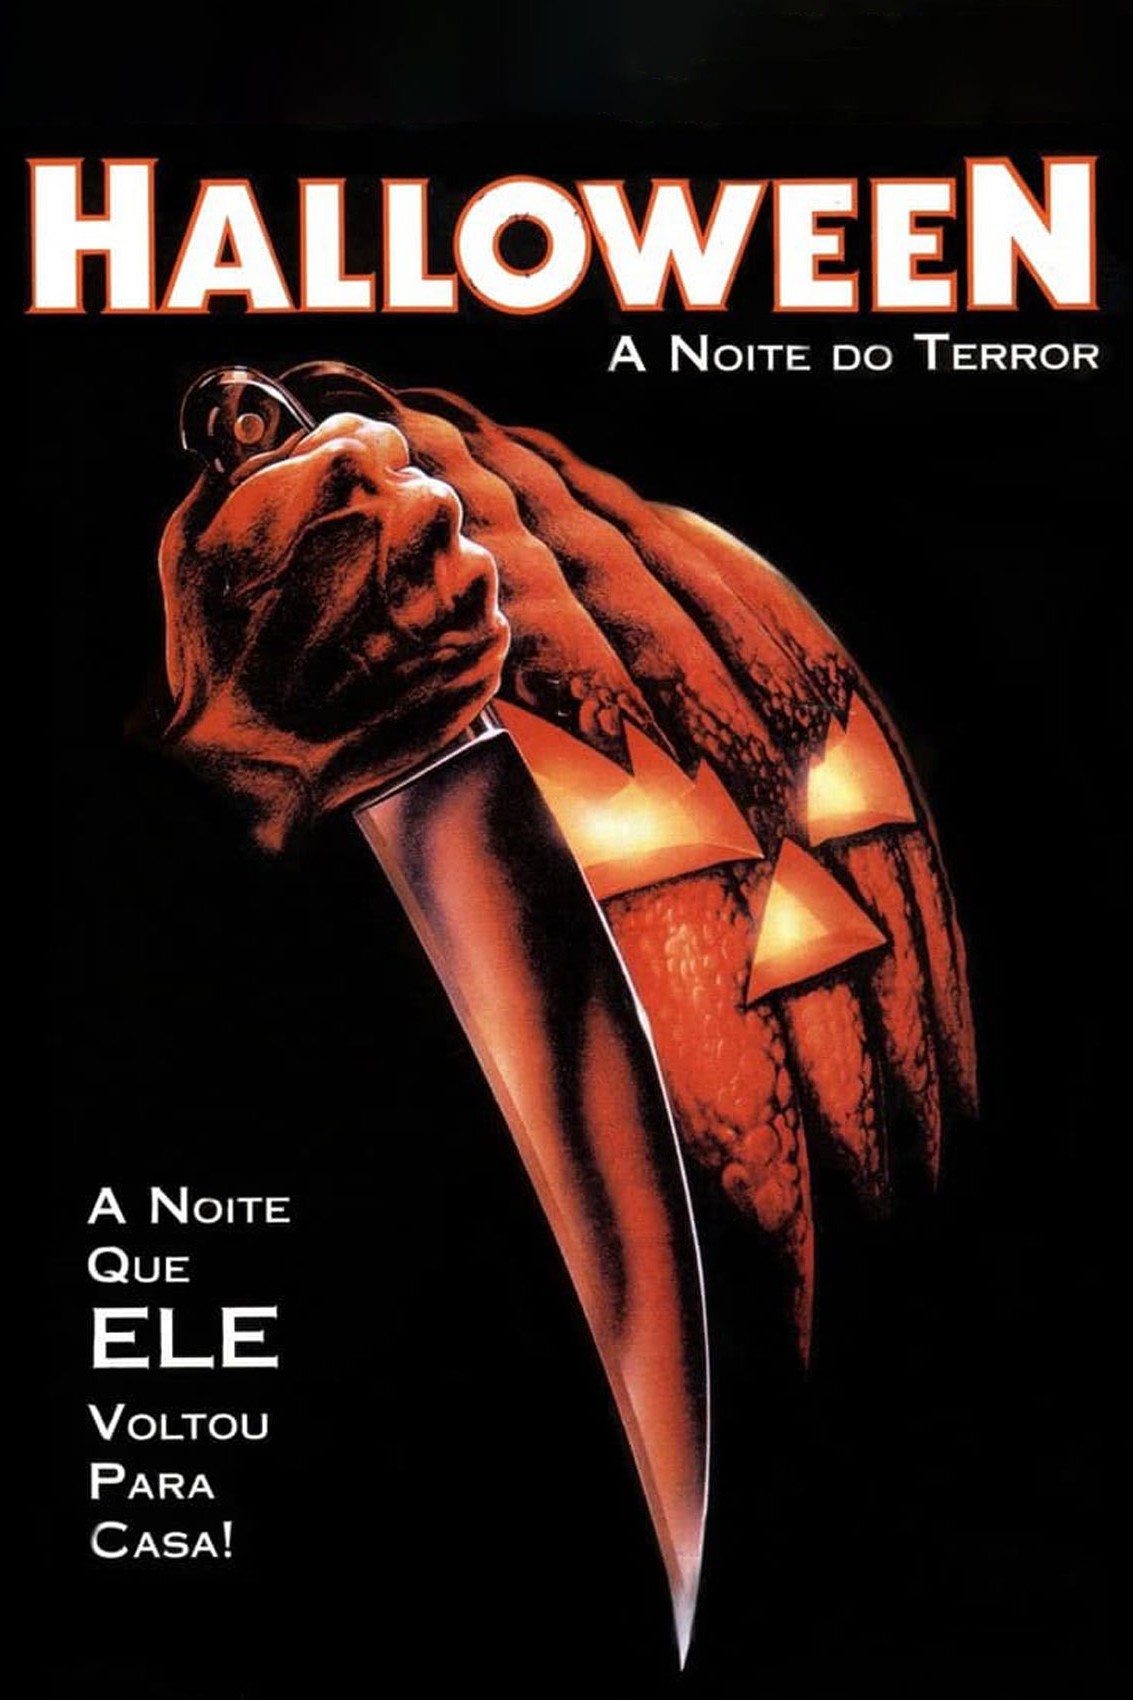 HALLOWEEN
A NOITE DO TERROR
A NOITE
QUE
ELE
VOLTOU
PARA
CASA!